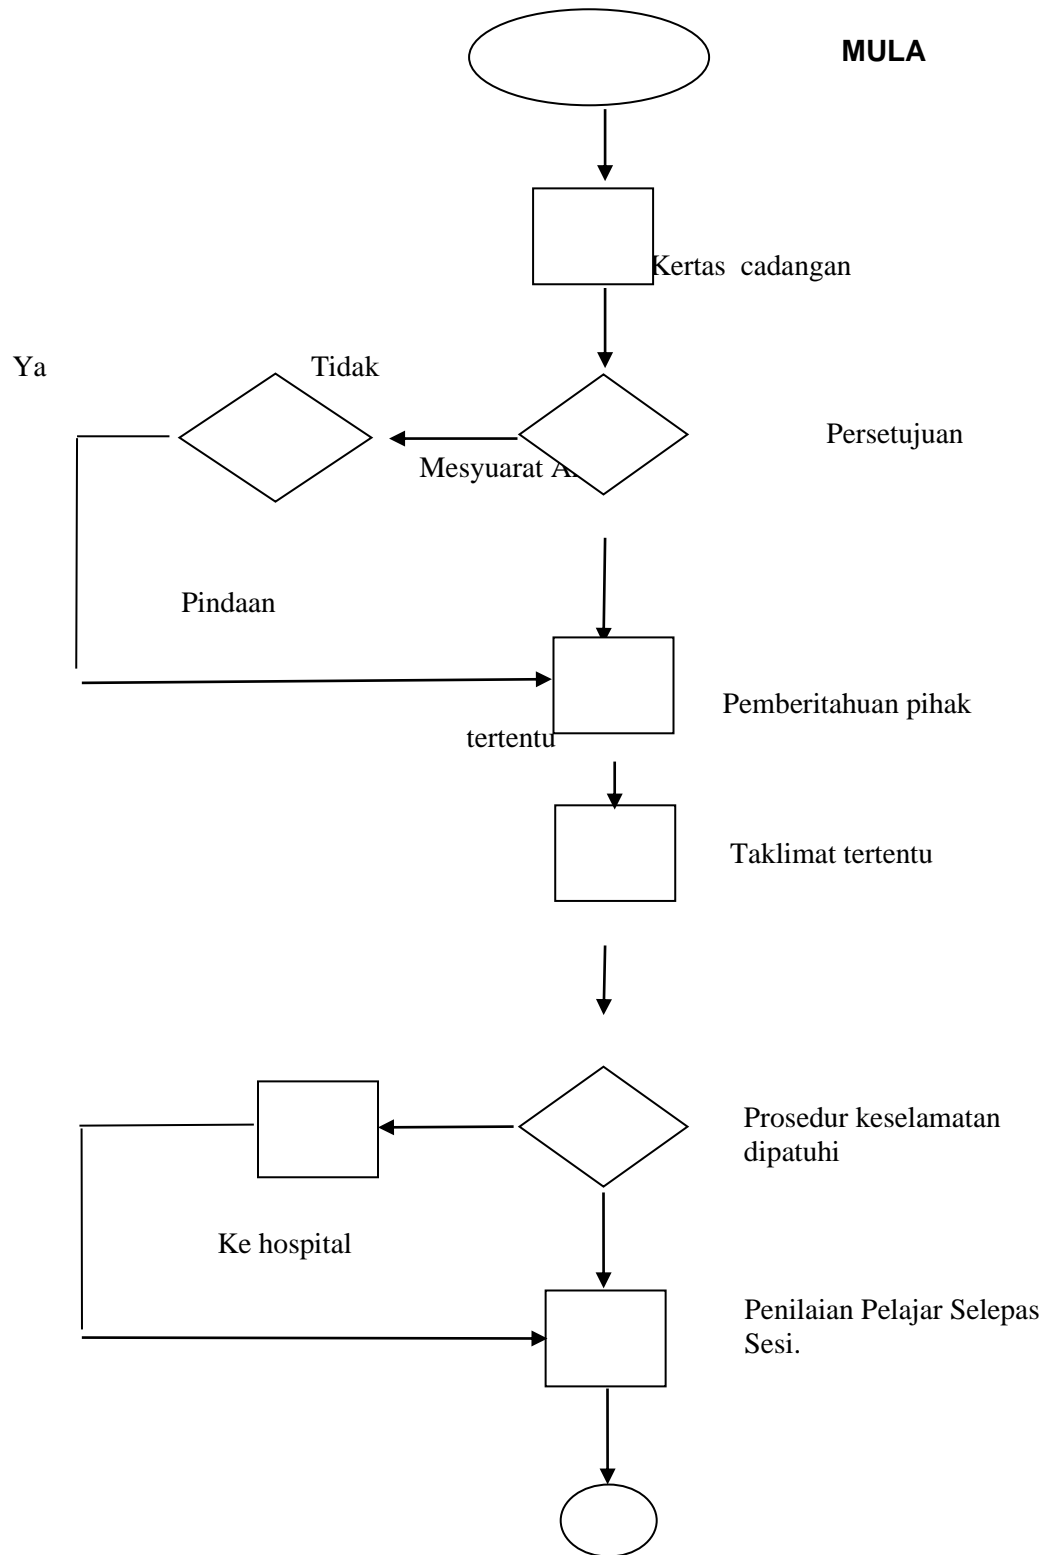 MULA
Kertas cadangan
Ya
Tidak
Persetujuan
Mesyuarat
Pindaan
Pemberitahuan pihak
tertentu
Taklimat tertentu
Prosedur keselamatan
dipatuhi
Ke hospital
Penilaian Pelajar Selepas
Sesi.